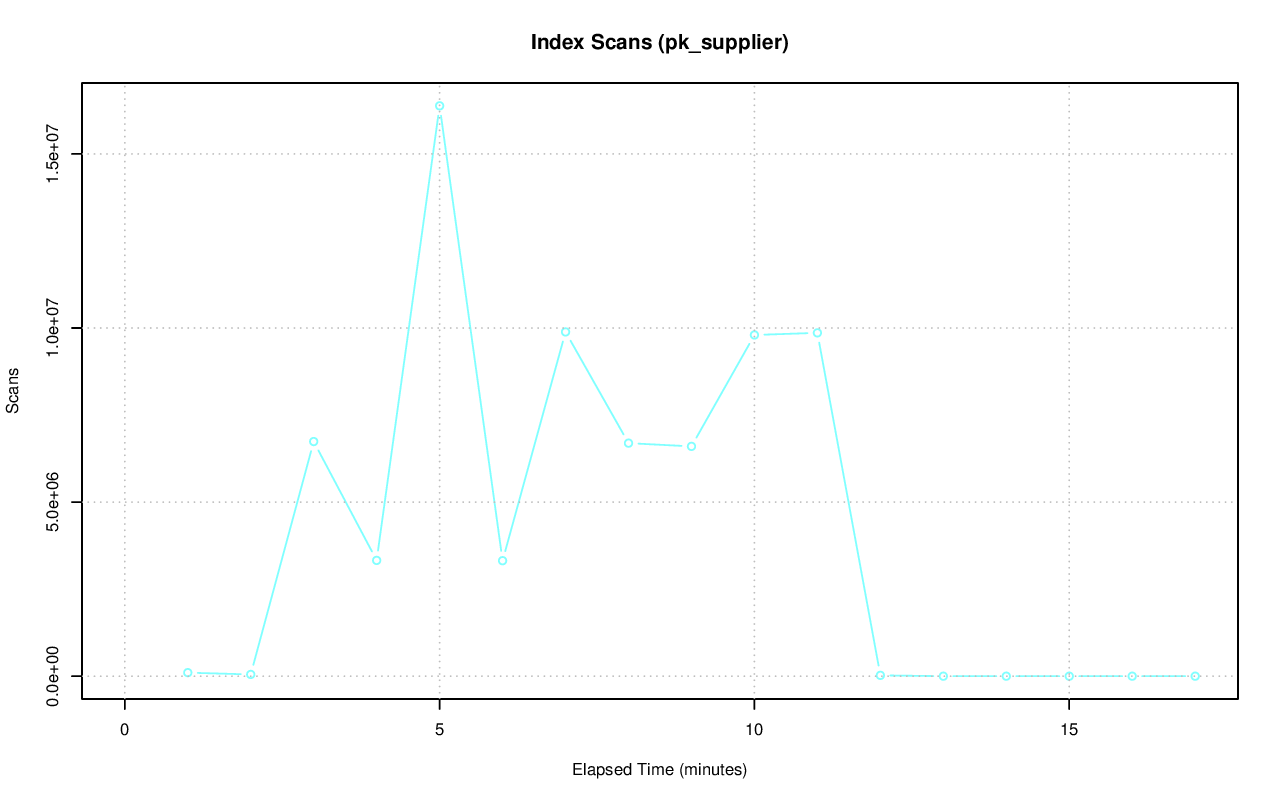 Index Scans (pk_supplier)
1.5e+07
1.0e+07
5.0e+06
0.0e+00
Scans
0
5
10
15
Elapsed Time (minutes)